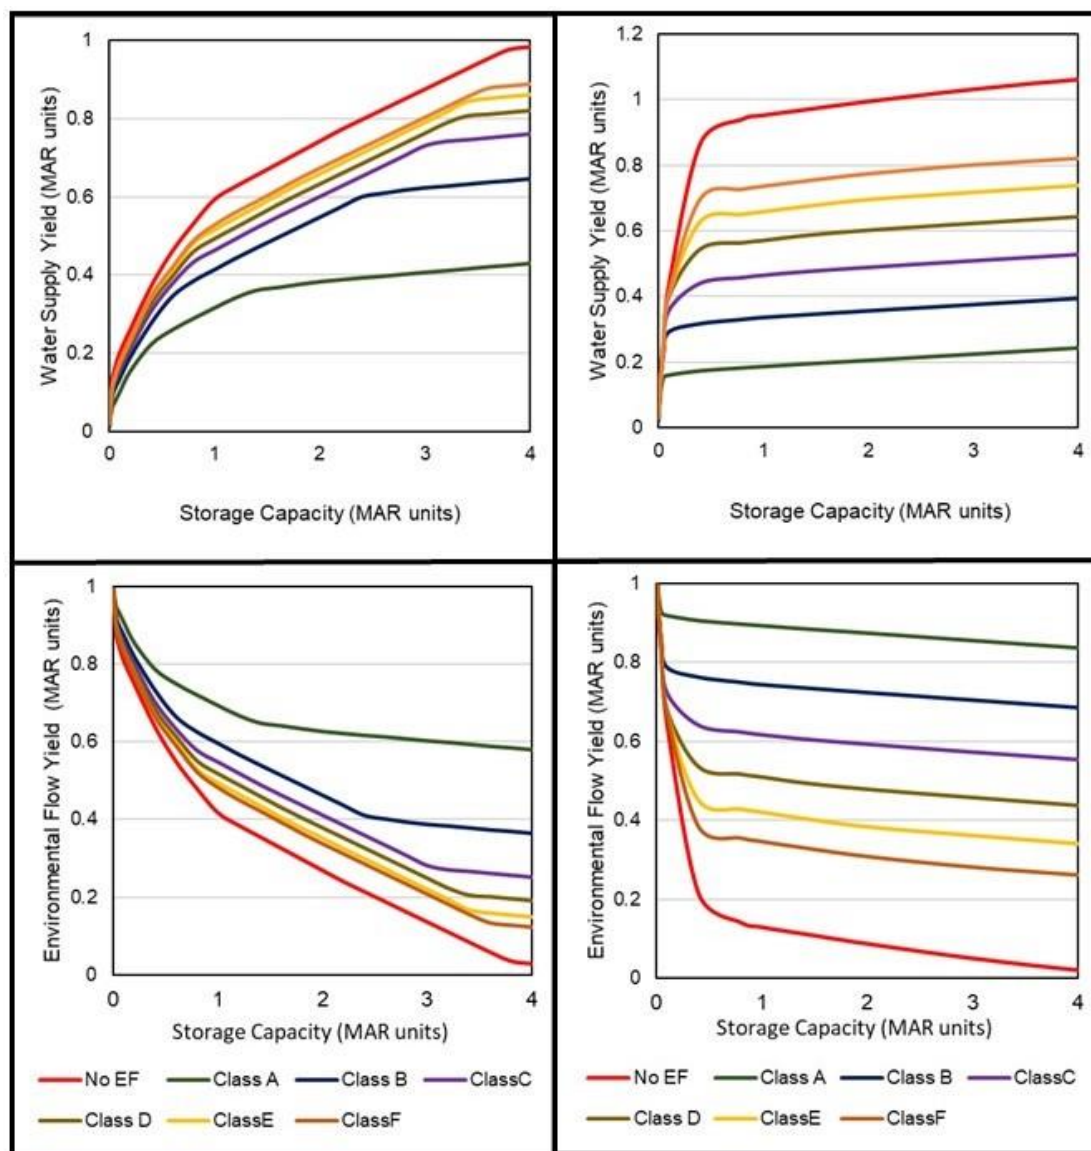 Water Supply Yield (MAR units)
1
0.8
0.6
0.4
0.2
0
0 1 2 3 4
Storage Capacity (MAR units)
Water Supply Yield (MAR units)
1.2
1
0.8
0.6
0.4
0.2
0
0 1 2 3 4
Storage Capacity (MAR units)
Environmental Flow Yield (MAR units)
1
0.8
0.6
0.4
0.2
0
0 1 2 3 4
Storage Capacity (MAR units)
No EF Class A Class B ClassC
Class D ClassE ClassF
Environmental Flow Yield (MAR units)
1
0.8
0.6
0.4
0.2
0
0 1 2 3 4
Storage Capacity (MAR units)
No EF Class A Class B ClassC
Class D ClassE ClassF